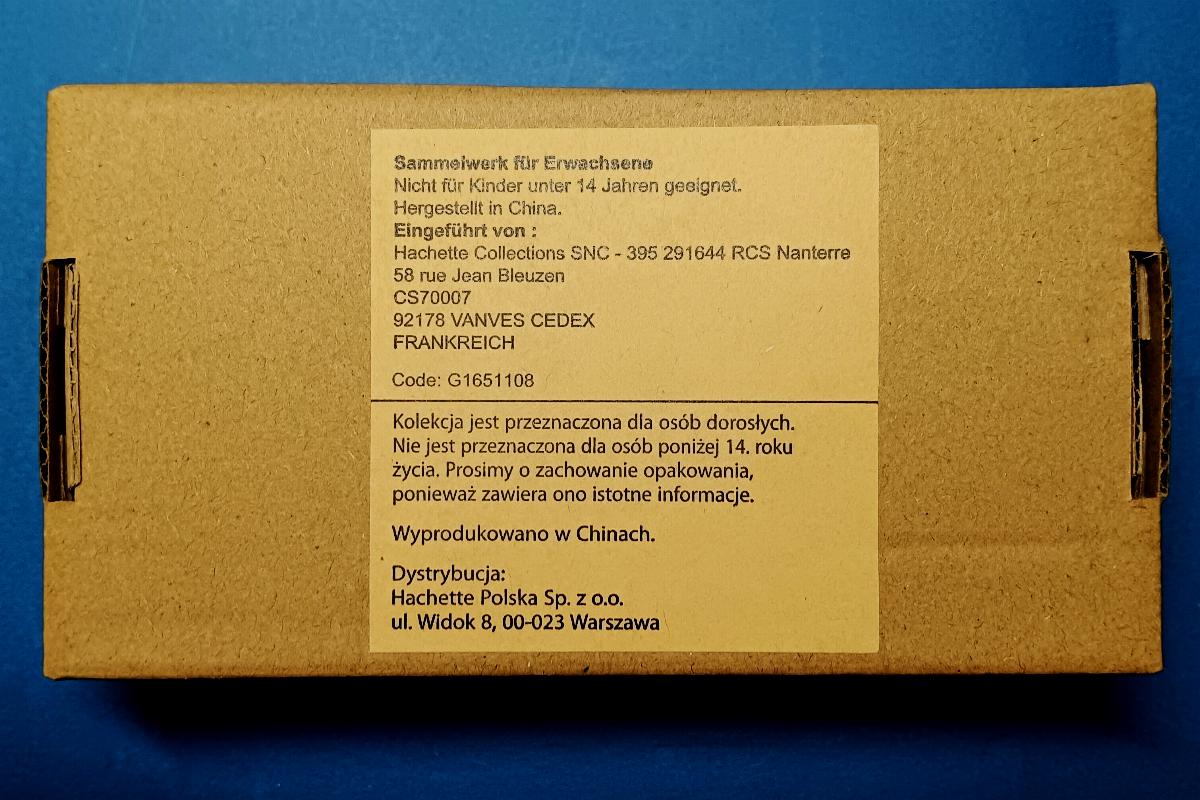 Sammelwerk für Erwachsene
Nicht für Kinder unter 14 Jahren geeignet.
Hergestellt in China.
Eingeführt von :
Hachette Collections SNC - 395 291644 RCS Nanterre
58 rue Jean Bleuzen
CS70007
92178 VANVES CEDEX
FRANKREICH
Code: G1651108
Kolekcja jest przeznaczona dla osób dorosłych.
Nie jest przeznaczona dla osób poniżej 14. roku
życia. Prosimy o zachowanie opakowania,
ponieważ zawiera ono istotne informacje.
Wyprodukowano w Chinach.
Dystrybucja:
Hachette Polska Sp. z o.o.
ul. Widok 8, 00-023 Warszawa